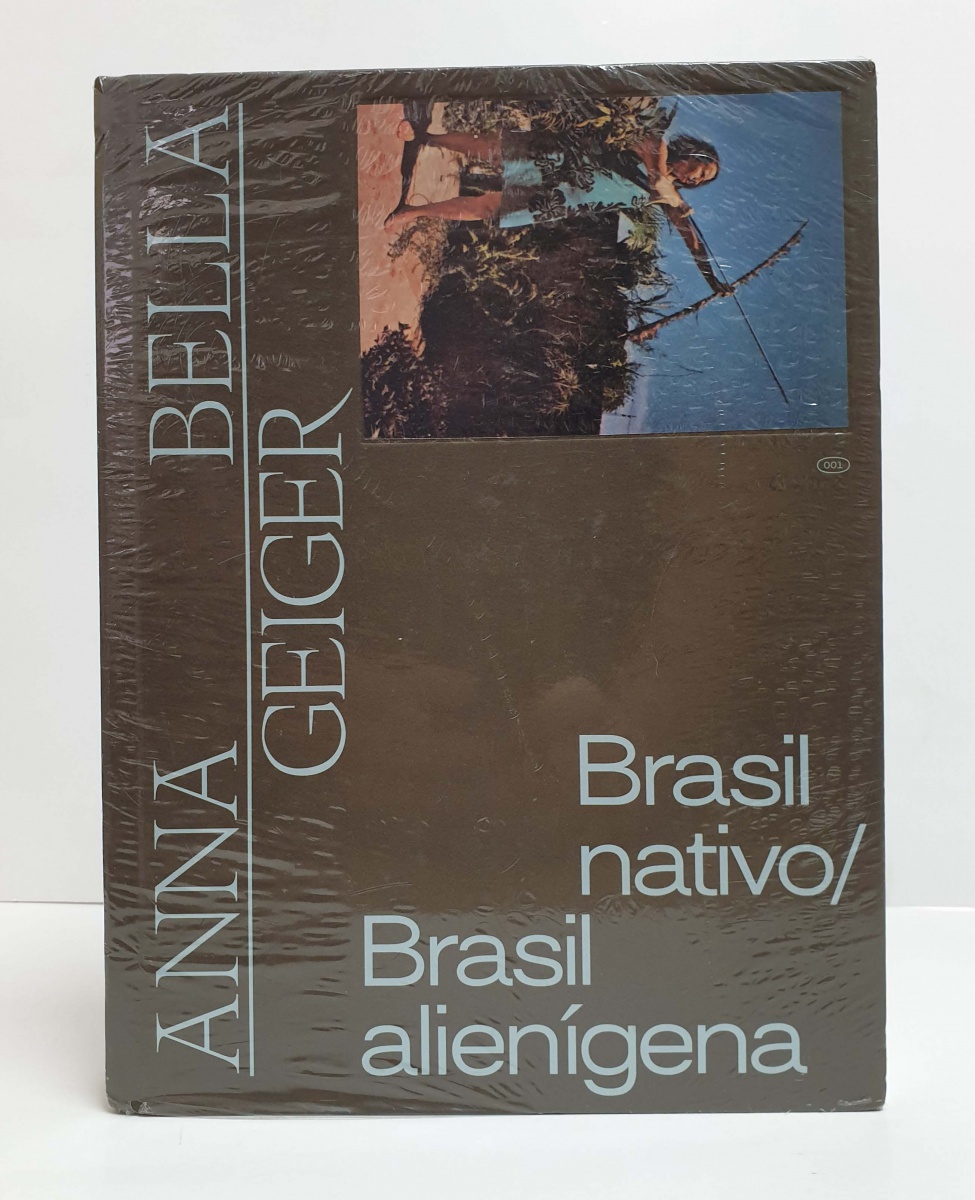 ANNA BELLA
GEIGER
001
Brasil
nativo/
Brasil
alienígena